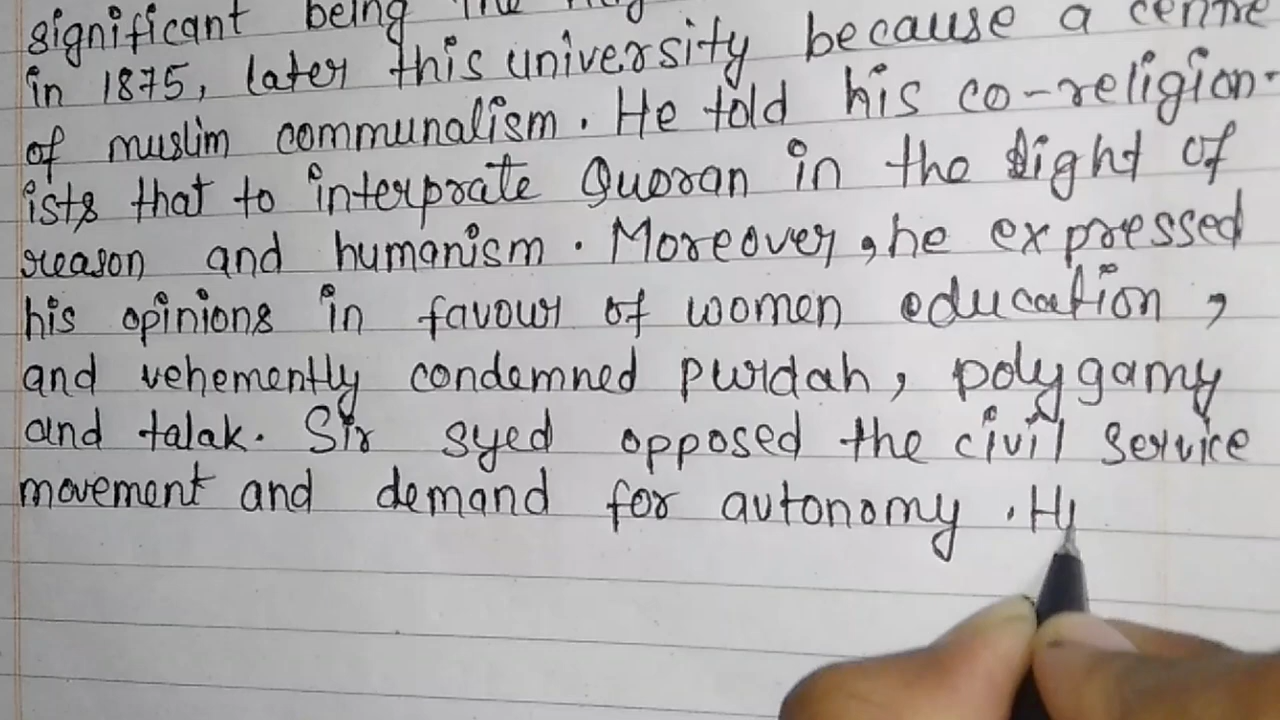 significant being the
in 1875, later this university because a centre
of muslim communalism. He told his co-religion-
ists that to interprate Quoran in the light of
reason and humanism. Moreover, he expressed
his opinions in favour of women education,
and vehemently condemned purdah, polygamy
and talak. Sir syed opposed the civil service
movement and demand for autonomy. H